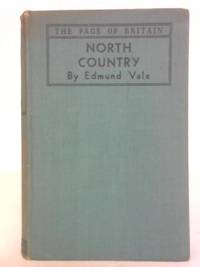 THE FACE OF BRITAIN
NORTH
COUNTRY
By Edmund Vale